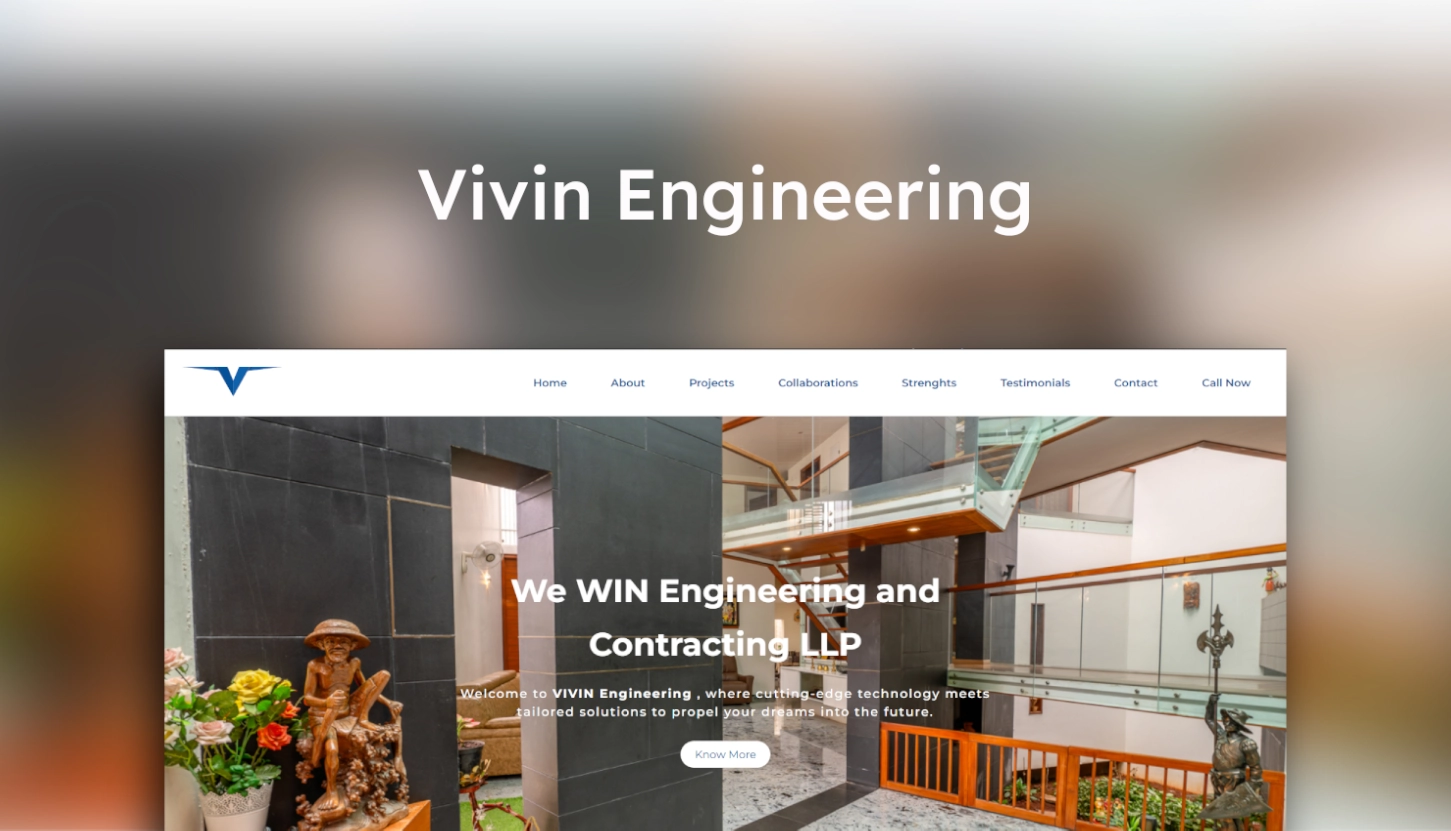 Vivin Engineering
Home About Projects Collaborations Strenghts Testimonials Contact Call Now
We WIN Engineering and
Contracting LLP
Welcome to VIVIN Engineering , where cutting-edge technology meets
tailored solutions to propel your dreams into the future.
Know More